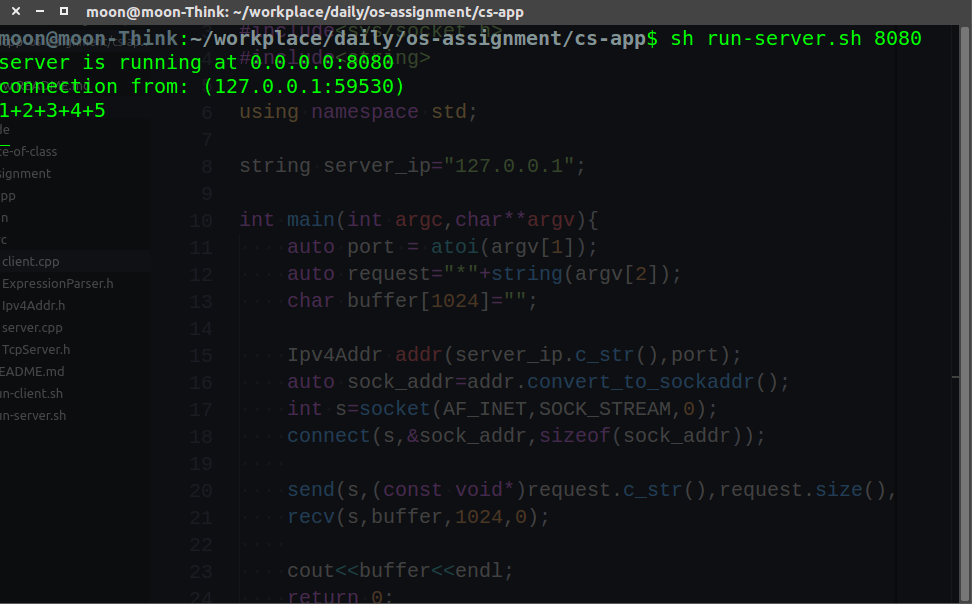 moon@moon-Think: ~/workplace/daily/os-assignment/cs-app
moon@moon-Think:~/workplace/daily/os-assignment/cs-app$ sh run-server.sh 8080
server is running at 0.0.0.0:8080
connection from: (127.0.0.1:59530)
1+2+3+4+5
#include<sys/socket.h>
6 using namespace std;
7
8 string server_ip="127.0.0.1";
9
10 int main(int argc,char**argv){
11 auto port = atoi(argv[1]);
12 auto request="*"+string(argv[2]);
13 char buffer[1024]="";
14
15 Ipv4Addr addr(server_ip.c_str(),port);
16 auto sock_addr=addr.convert_to_sockaddr();
17 int s=socket(AF_INET,SOCK_STREAM,0);
18 connect(s,&sock_addr,sizeof(sock_addr));
19
20 send(s,(const void*)request.c_str(),request.size(),
21 recv(s,buffer,1024,0);
22
23 cout<<buffer<<endl;
24 return 0;
de
te-of-class
signment
pp
n
rc
client.cpp
ExpressionParser.h
Ipv4Addr.h
server.cpp
TcpServer.h
EADME.md
un-client.sh
un-server.sh